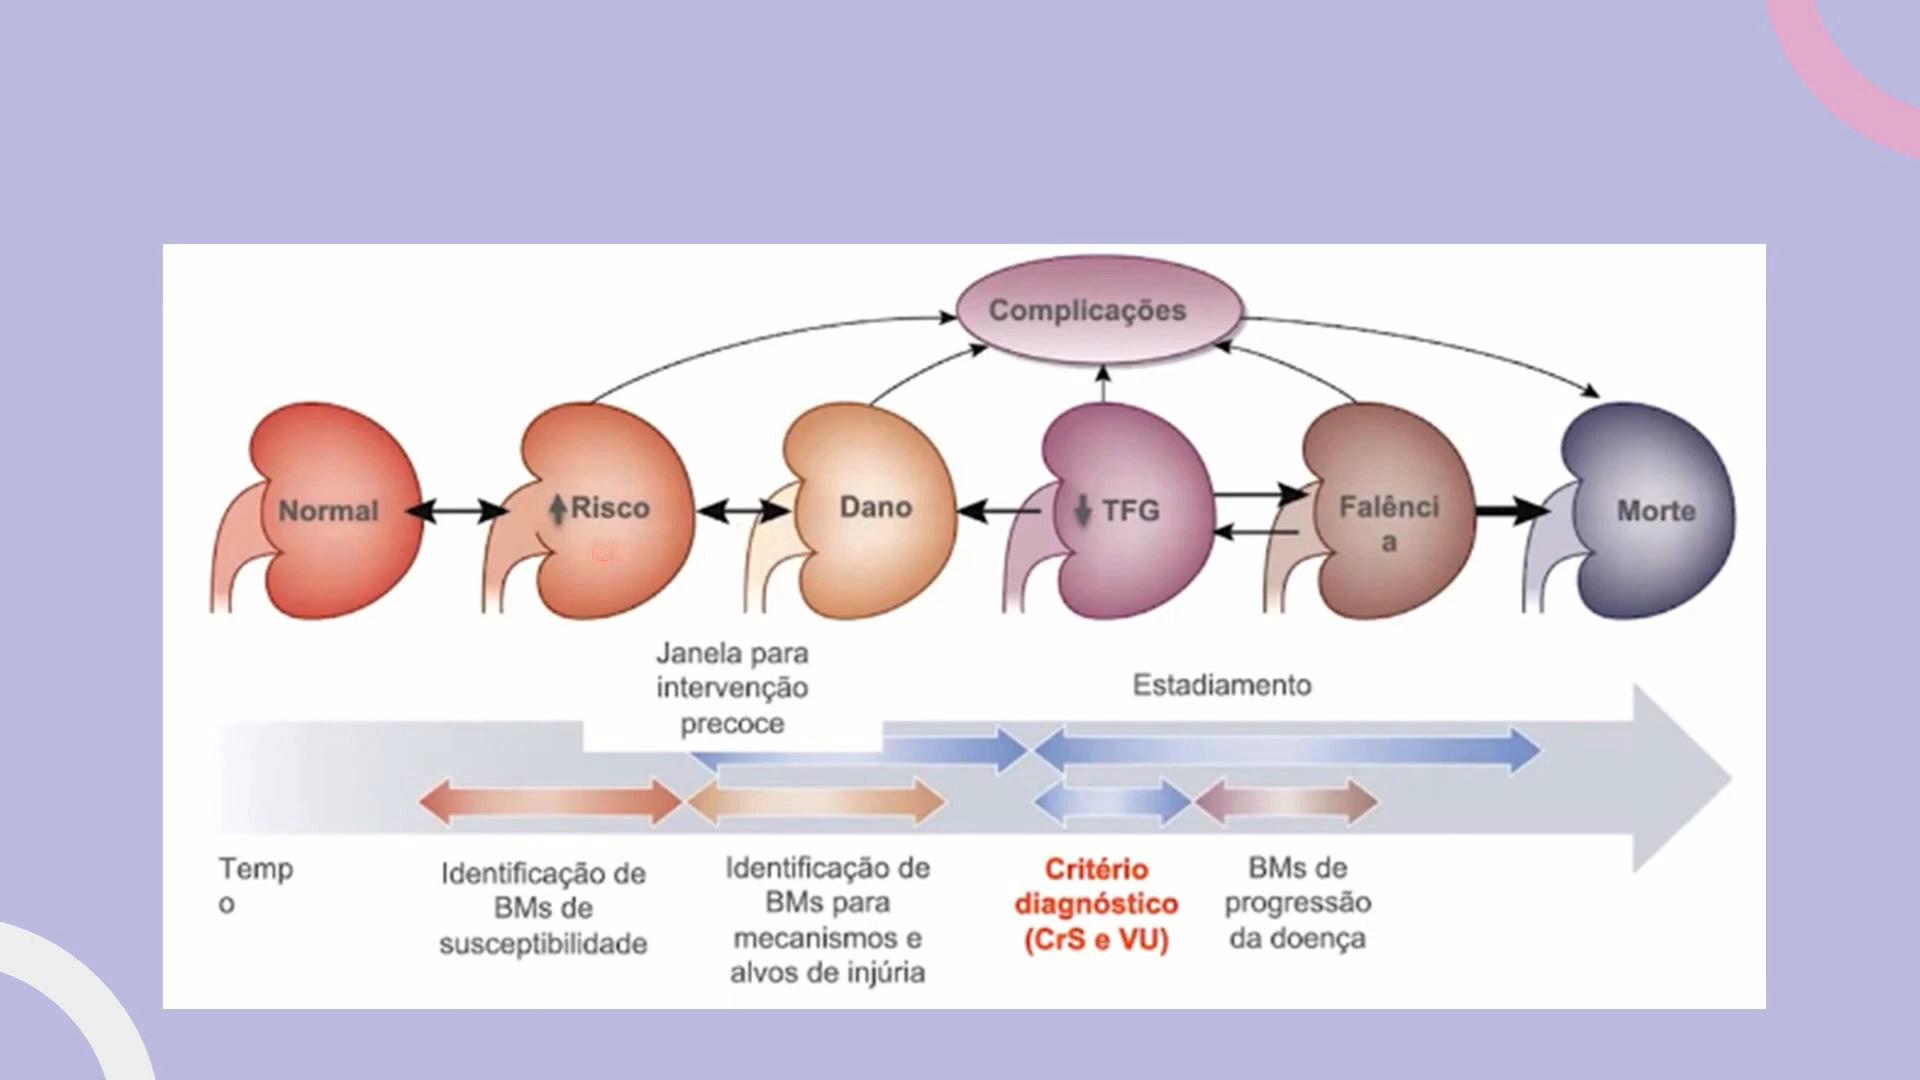 Complicações
Normal
Risco
Dano
TFG
Falênci
a
Morte
Janela para
intervenção
precoce
Estadiamento
Temp
o
Identificação de
BMs de
susceptibilidade
Identificação de
BMs para
mecanismos e
alvos de injúria
Critério
diagnóstico
(CrS e VU)
BMs de
progressão
da doença